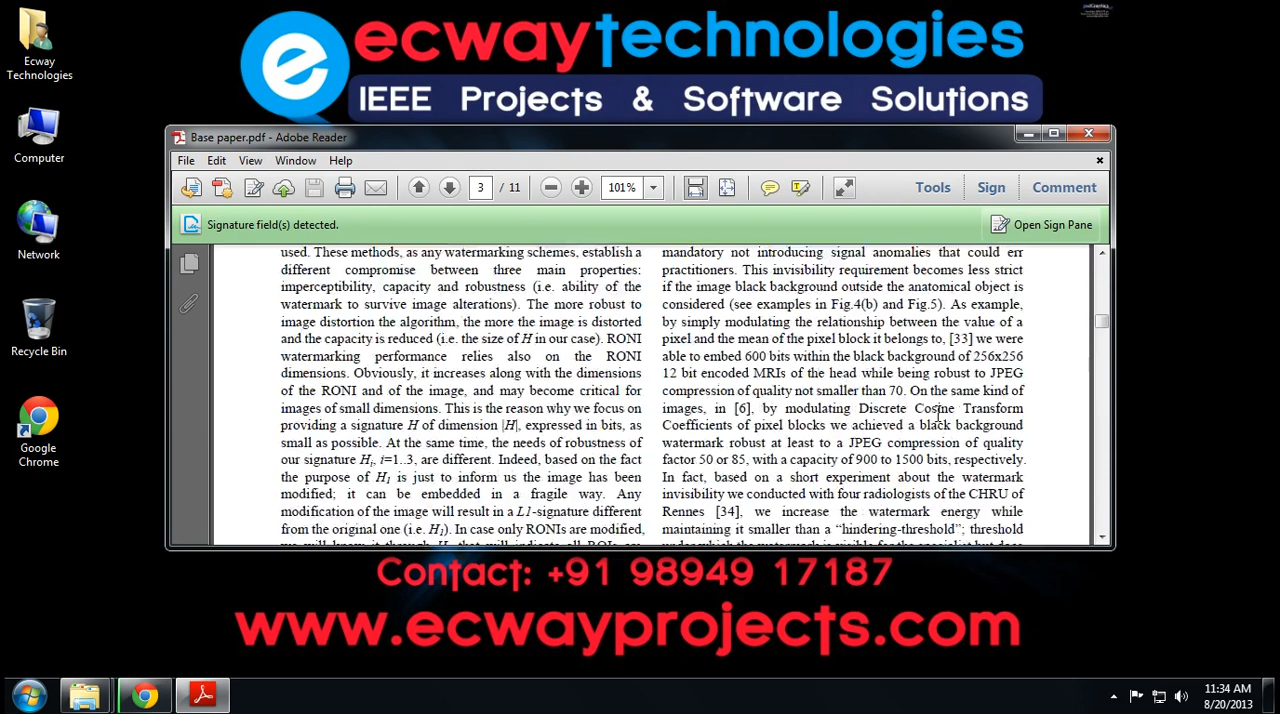 Ecway
Technologies
Computer
Network
Recycle Bin
Google
Chrome
e ecwaytechnologies
IEEE Projects & Software Solutions
Base paper.pdf - Adobe Reader
File Edit View Window Help
3 / 11 101% Tools Sign Comment
Signature field(s) detected. Open Sign Pane
used. These methods, as any watermarking schemes, establish a
different compromise between three main properties:
imperceptibility, capacity and robustness (i.e. ability of the
watermark to survive image alterations). The more robust to
image distortion the algorithm, the more the image is distorted
and the capacity is reduced (i.e. the size of H in our case). RONI
watermarking performance relies also on the RONI
dimensions. Obviously, it increases along with the dimensions
of the RONI and of the image, and may become critical for
images of small dimensions. This is the reason why we focus on
providing a signature H of dimension |H|, expressed in bits, as
small as possible. At the same time, the needs of robustness of
our signature Hi, i=1..3, are different. Indeed, based on the fact
the purpose of H1 is just to inform us the image has been
modified; it can be embedded in a fragile way. Any
modification of the image will result in a L1-signature different
from the original one (i.e. H1). In case only RONIs are modified,
mandatory not introducing signal anomalies that could err
practitioners. This invisibility requirement becomes less strict
if the image black background outside the anatomical object is
considered (see examples in Fig.4(b) and Fig.5). As example,
by simply modulating the relationship between the value of a
pixel and the mean of the pixel block it belongs to, [33] we were
able to embed 600 bits within the black background of 256x256
12 bit encoded MRIs of the head while being robust to JPEG
compression of quality not smaller than 70. On the same kind of
images, in [6], by modulating Discrete Cosine Transform
Coefficients of pixel blocks we achieved a black background
watermark robust at least to a JPEG compression of quality
factor 50 or 85, with a capacity of 900 to 1500 bits, respectively.
In fact, based on a short experiment about the watermark
invisibility we conducted with four radiologists of the CHRU of
Rennes [34], we increase the watermark energy while
maintaining it smaller than a “hindering-threshold”; threshold
Contact: +91 98949 17187
www.ecwayprojects.com
11:34 AM
8/20/2013